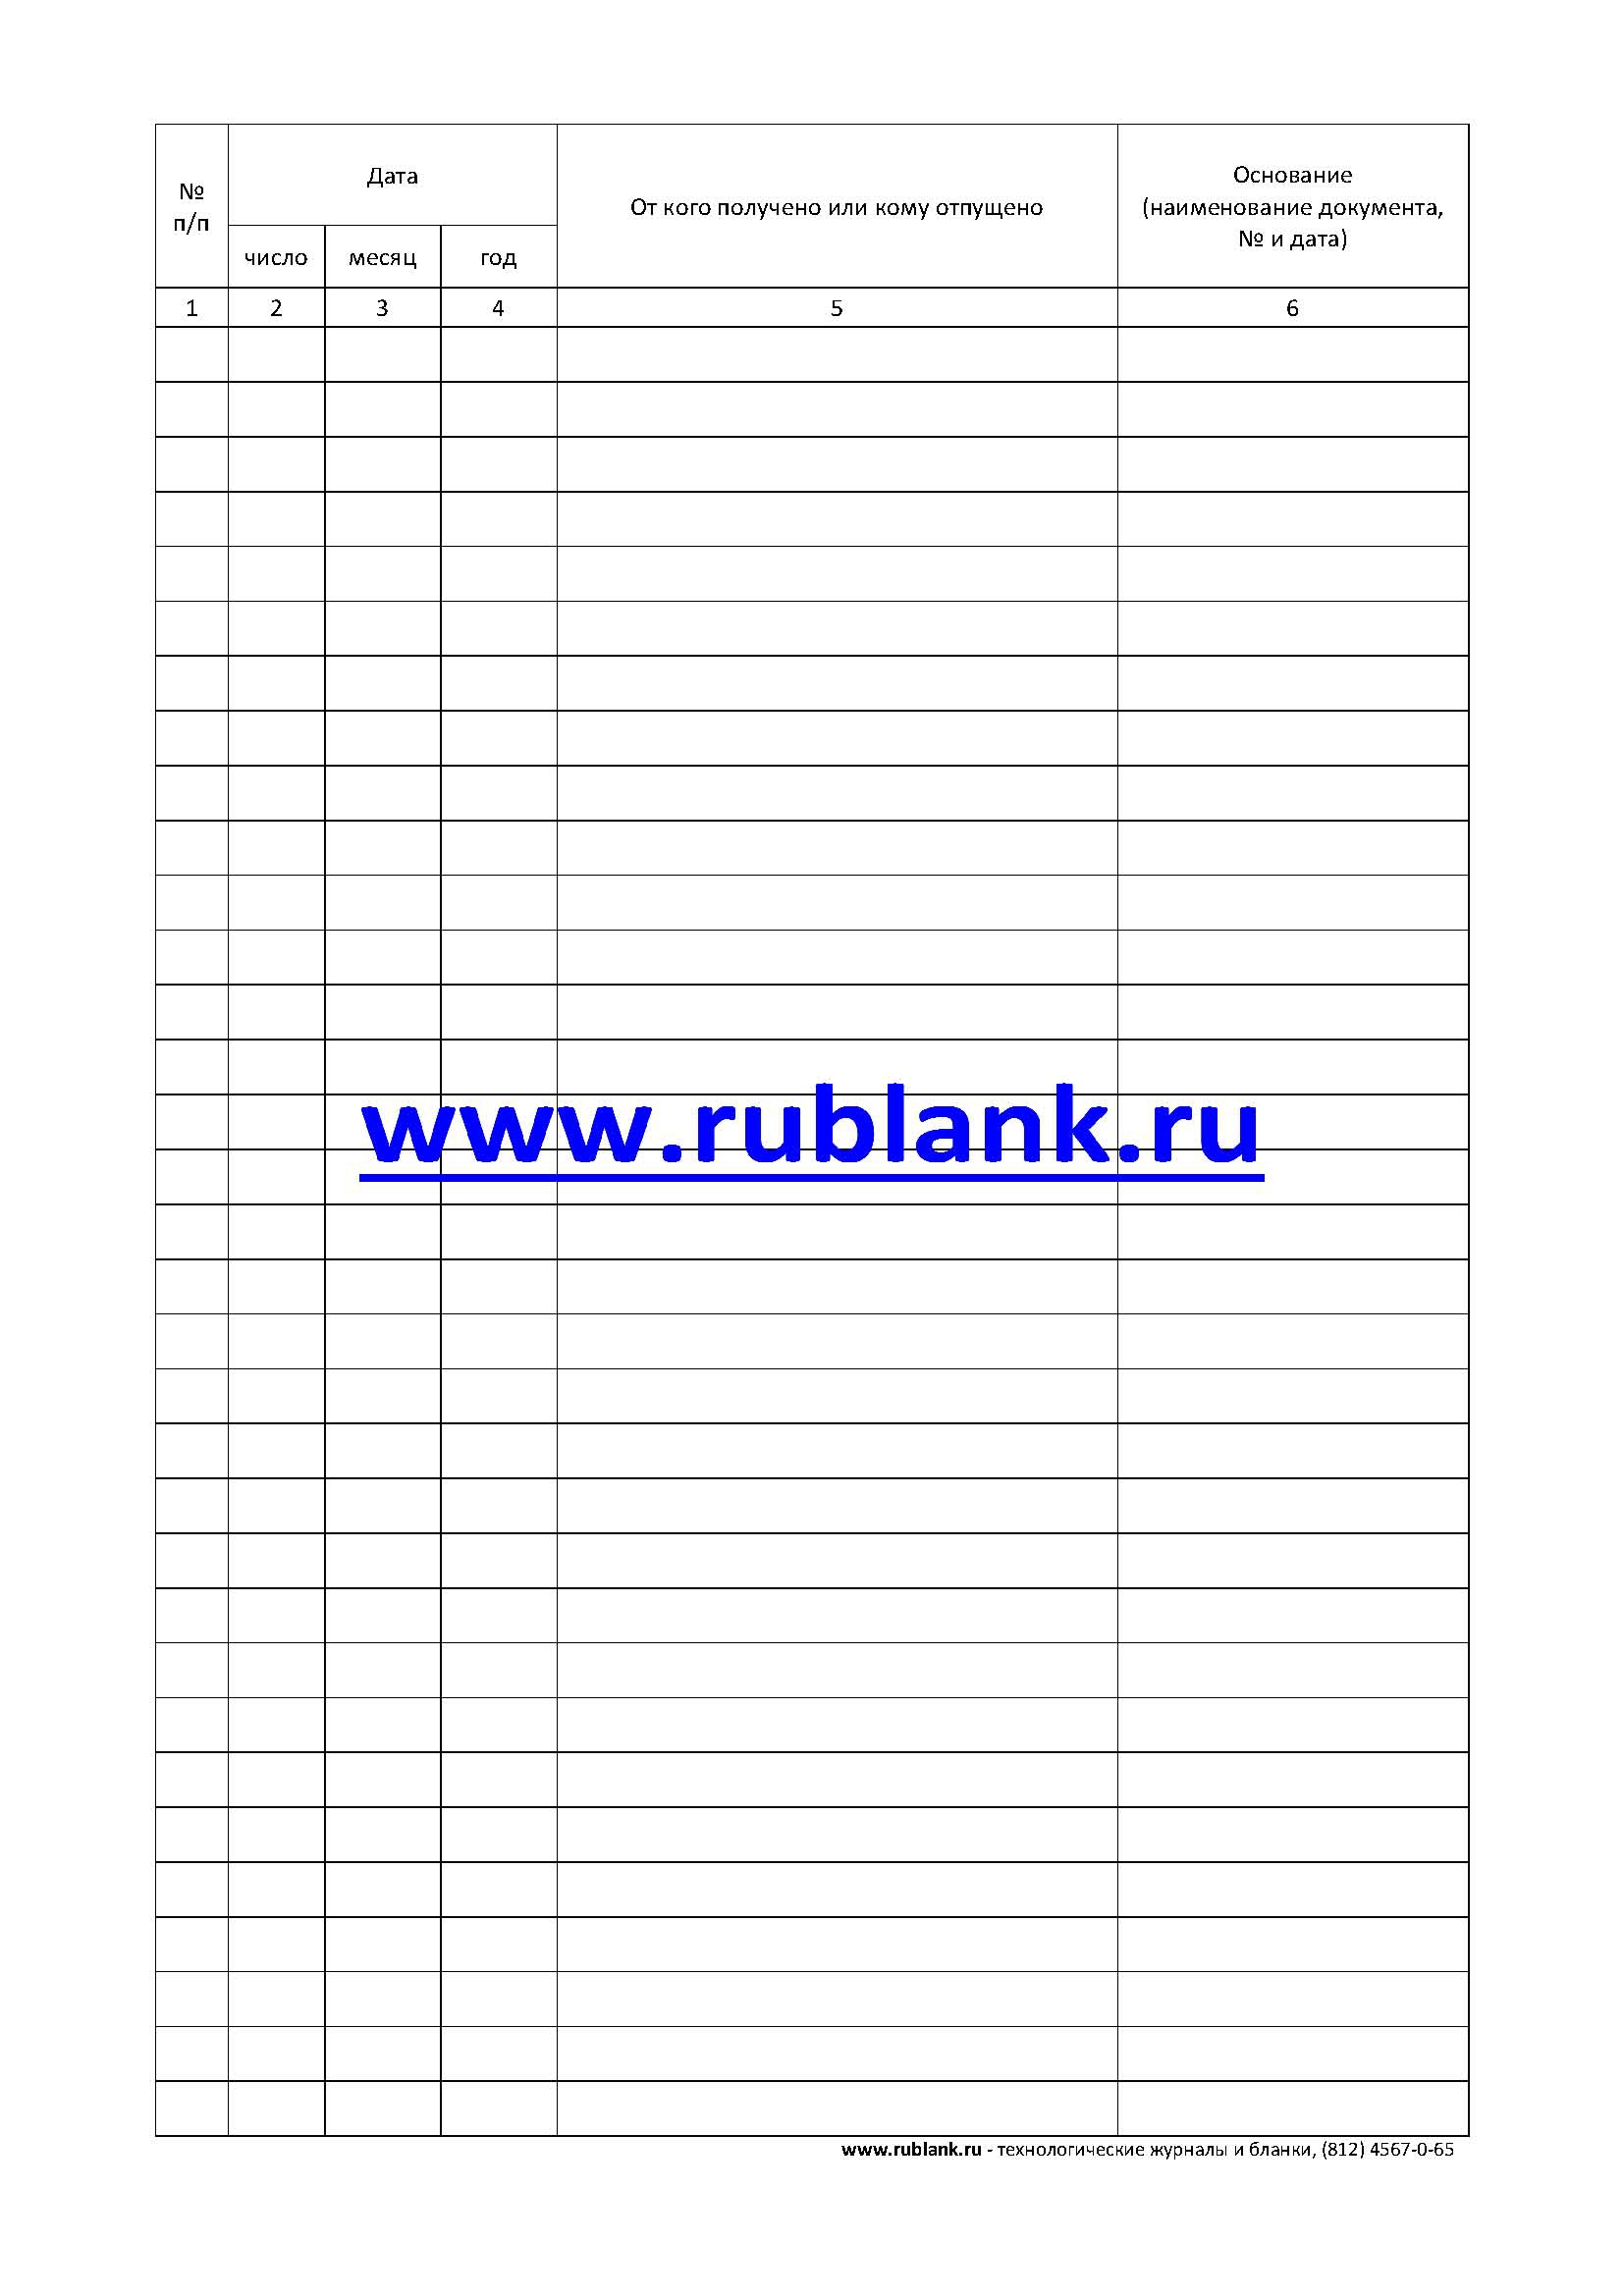 №
п/п
Дата
От кого получено или кому отпущено
Основание
(наименование документа,
№ и дата)
число месяц год
1 2 3 4 5 6
www.rublank.ru
www.rublank.ru - технологические журналы и бланки, (812) 4567-0-65